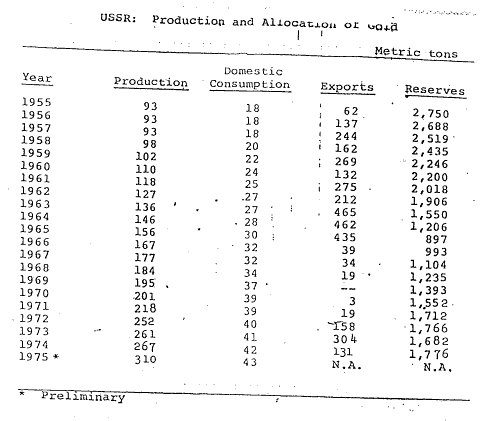 USSR: Production and Allocation of Gold
Metric tons
Year Production Domestic Consumption Exports Reserves
1955 93 18 62 2,750
1956 93 18 137 2,688
1957 93 18 244 2,519
1958 98 20 162 2,435
1959 102 22 269 2,246
1960 110 24 132 2,200
1961 118 25 275 2,018
1962 127 27 212 1,906
1963 136 27 465 1,550
1964 146 28 462 1,206
1965 156 30 435 897
1966 167 32 39 993
1967 177 32 34 1,104
1968 184 34 19 1,235
1969 195 37 -- 1,393
1970 201 39 3 1,552
1971 218 39 19 1,712
1972 252 40 158 1,766
1973 261 41 304 1,682
1974 267 42 131 1,776
1975 * 310 43 N.A. N.A.
* Preliminary